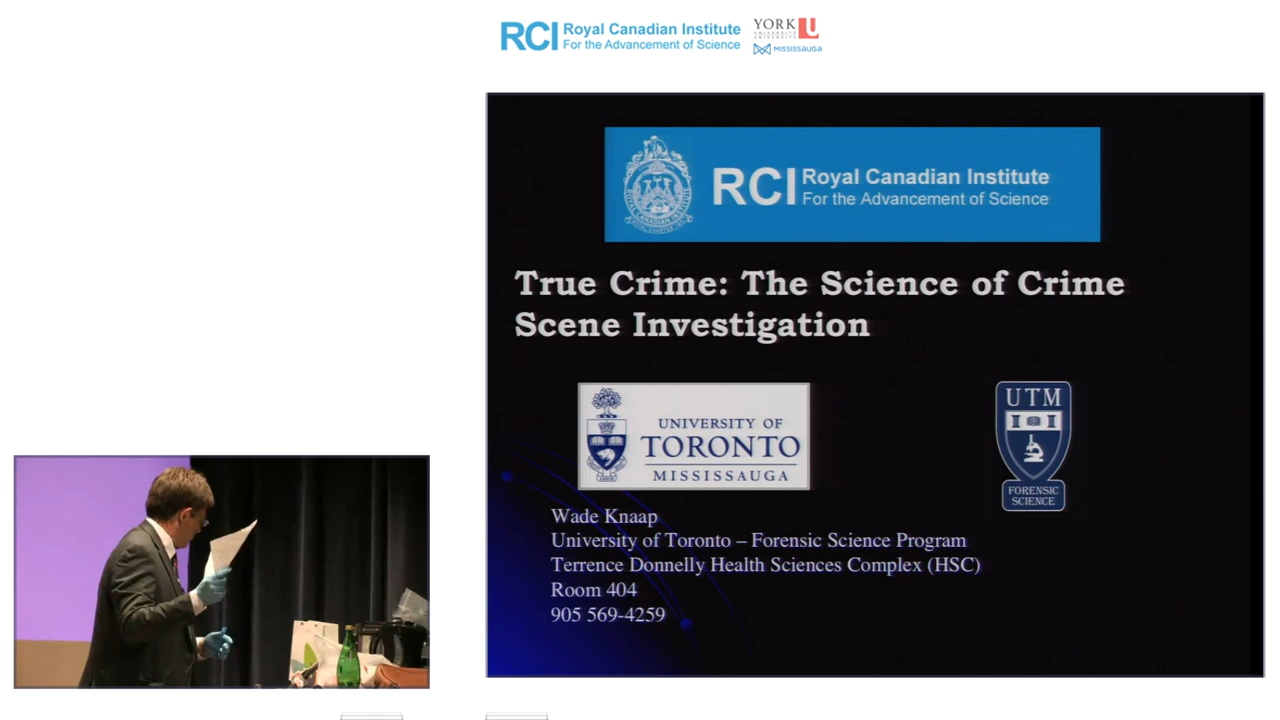 RCI Royal Canadian Institute
For the Advancement of Science
YORK U
UNIVERSITÉ
UNIVERSITY
MISSISSAUGA
RCI Royal Canadian Institute
For the Advancement of Science
True Crime: The Science of Crime
Scene Investigation
UNIVERSITY OF
TORONTO
MISSISSAUGA
UTM
FORENSIC
SCIENCE
Wade Knaap
University of Toronto – Forensic Science Program
Terrence Donnelly Health Sciences Complex (HSC)
Room 404
905 569-4259